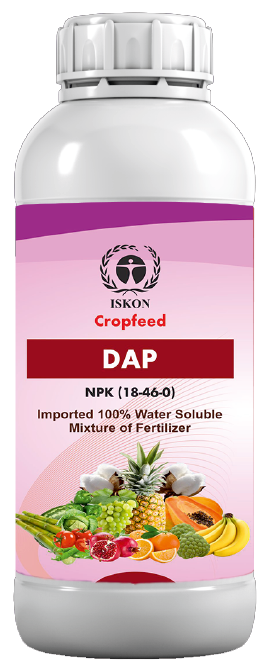 ISKON
Cropfeed
DAP
NPK (18-46-0)
Imported 100% Water Soluble
Mixture of Fertilizer